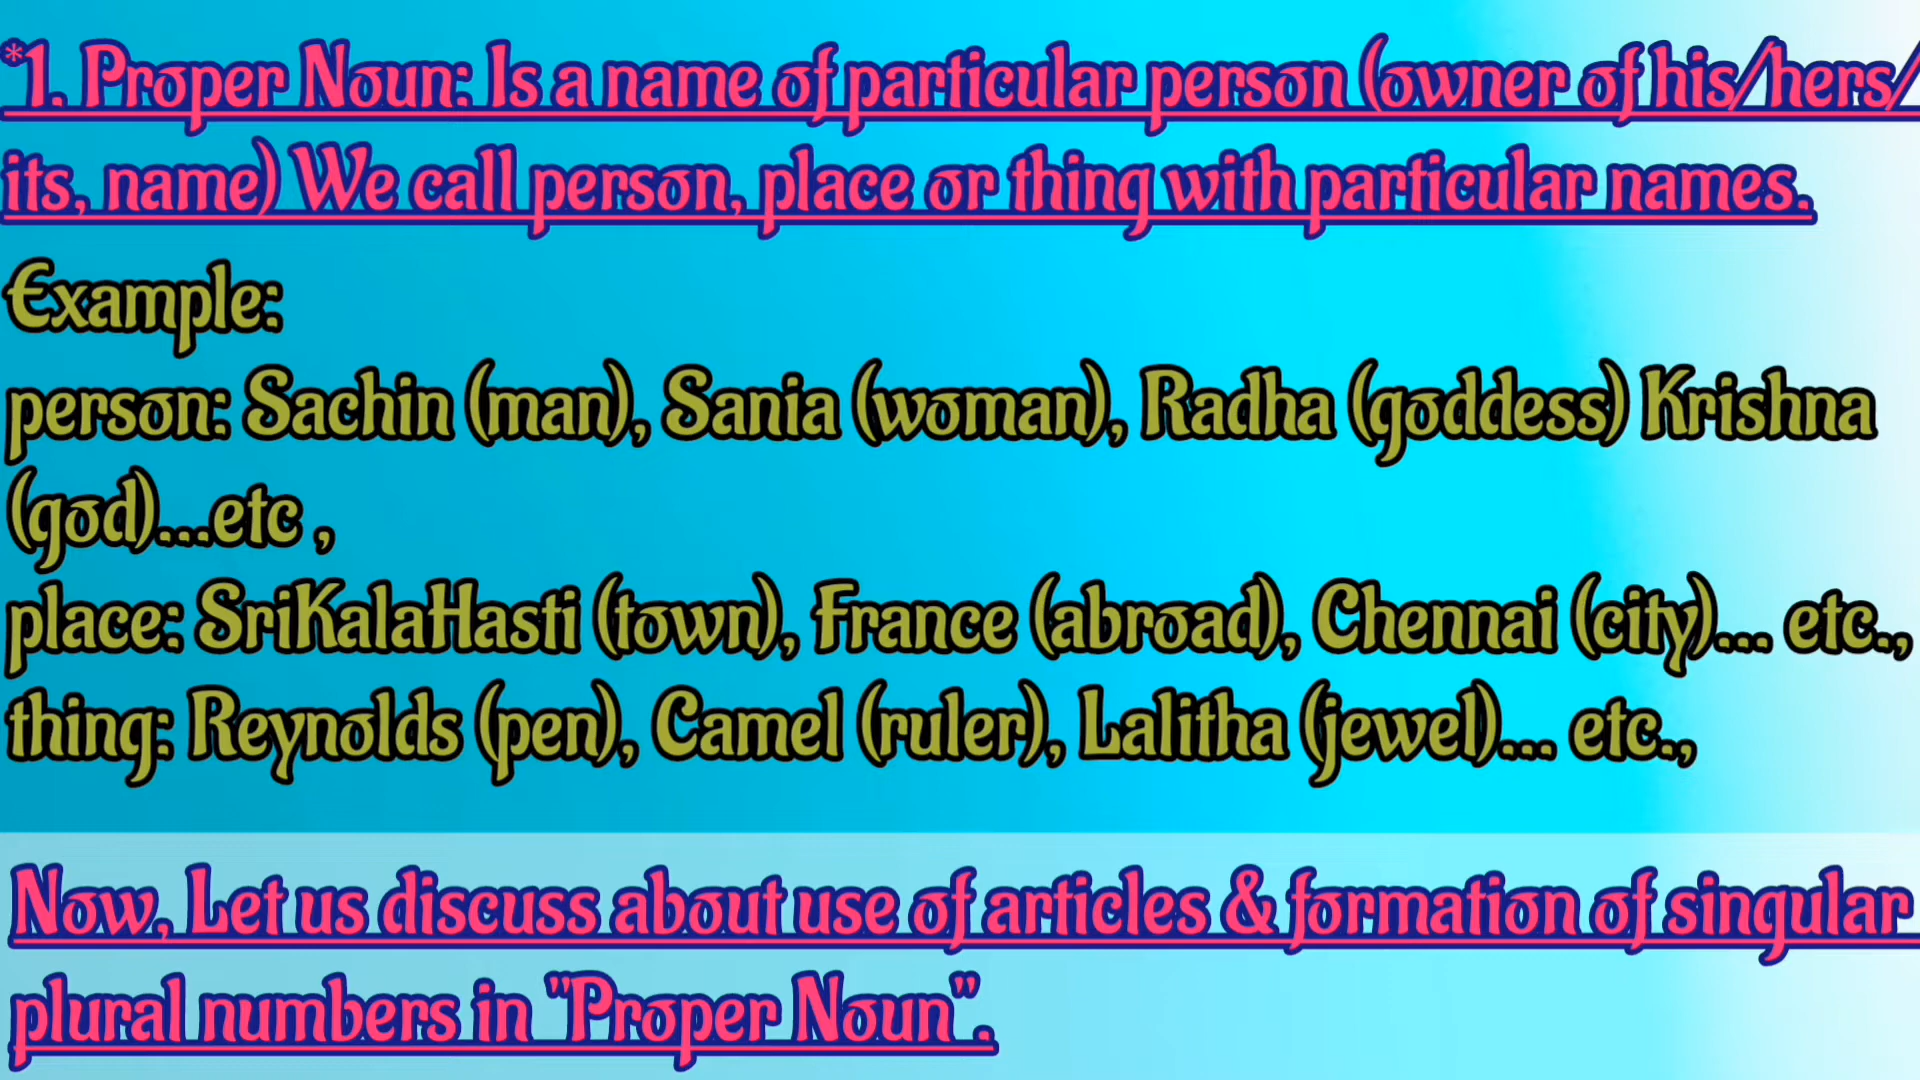 *1. Proper Noun: Is a name of particular person (owner of his/hers/
its, name) We call person, place or thing with particular names.
Example:
person: Sachin (man), Sania (woman), Radha (goddess) Krishna
(god)...etc ,
place: SriKalaHasti (town), France (abroad), Chennai (city)... etc.,
thing: Reynolds (pen), Camel (ruler), Lalitha (jewel)... etc.,
Now, Let us discuss about use of articles & formation of singular
plural numbers in "Proper Noun".